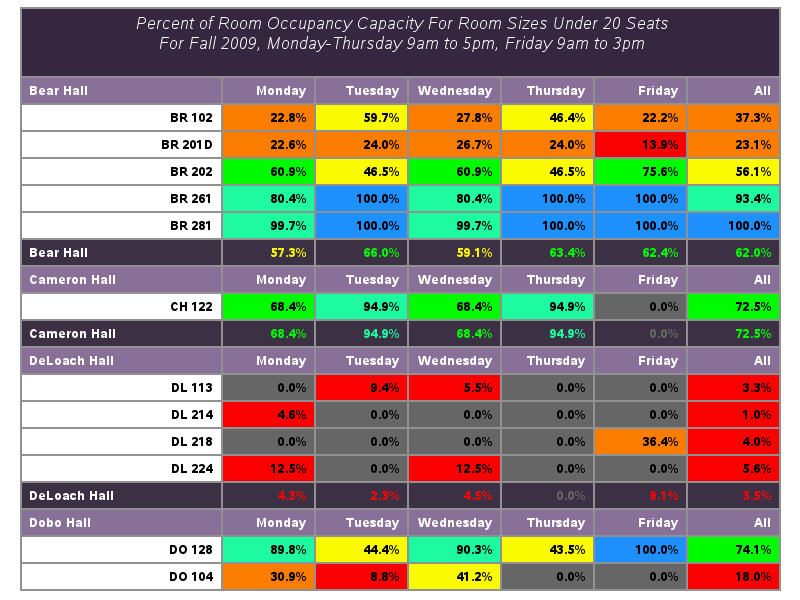 Percent of Room Occupancy Capacity For Room Sizes Under 20 Seats
For Fall 2009, Monday-Thursday 9am to 5pm, Friday 9am to 3pm
Bear Hall Monday Tuesday Wednesday Thursday Friday All
BR 102 22.8% 59.7% 27.8% 46.4% 22.2% 37.3%
BR 201D 22.6% 24.0% 26.7% 24.0% 13.9% 23.1%
BR 202 60.9% 46.5% 60.9% 46.5% 75.6% 56.1%
BR 261 80.4% 100.0% 80.4% 100.0% 100.0% 93.4%
BR 281 99.7% 100.0% 99.7% 100.0% 100.0% 100.0%
Bear Hall 57.3% 66.0% 59.1% 63.4% 62.4% 62.0%
Cameron Hall Monday Tuesday Wednesday Thursday Friday All
CH 122 68.4% 94.9% 68.4% 94.9% 0.0% 72.5%
Cameron Hall 68.4% 94.9% 68.4% 94.9% 0.0% 72.5%
DeLoach Hall Monday Tuesday Wednesday Thursday Friday All
DL 113 0.0% 9.4% 5.5% 0.0% 0.0% 3.3%
DL 214 4.6% 0.0% 0.0% 0.0% 0.0% 1.0%
DL 218 0.0% 0.0% 0.0% 0.0% 36.4% 4.0%
DL 224 12.5% 0.0% 12.5% 0.0% 0.0% 5.6%
DeLoach Hall 4.3% 2.3% 4.5% 0.0% 9.1% 3.5%
Dobo Hall Monday Tuesday Wednesday Thursday Friday All
DO 128 89.8% 44.4% 90.3% 43.5% 100.0% 74.1%
DO 104 30.9% 8.8% 41.2% 0.0% 0.0% 18.0%